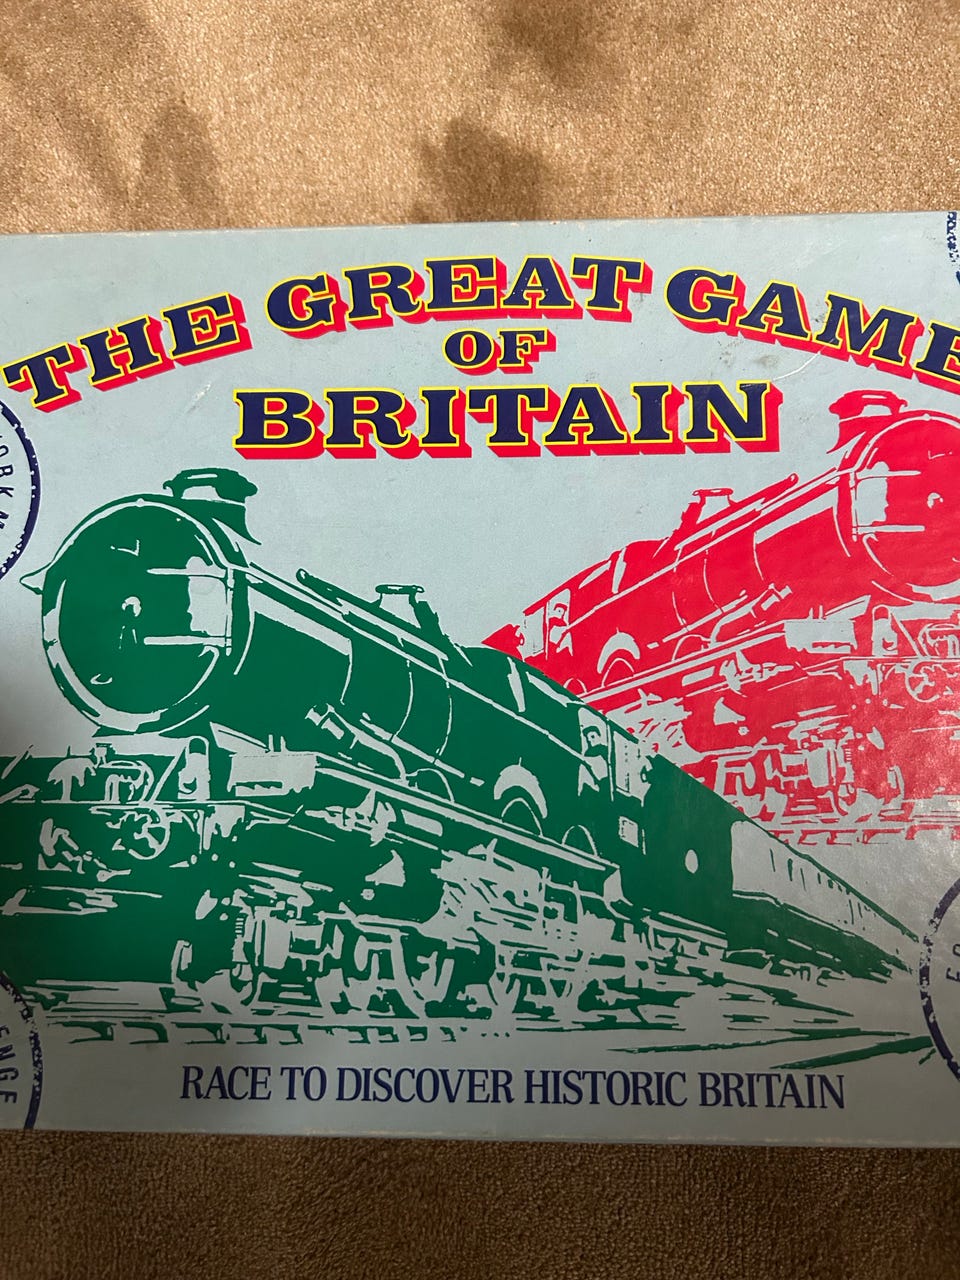 THE GREAT GAME
OF
BRITAIN
RACE TO DISCOVER HISTORIC BRITAIN